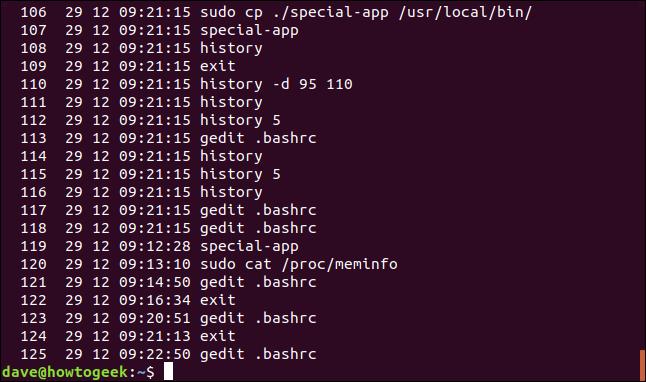 106  29 12 09:21:15 sudo cp ./special-app /usr/local/bin/
107  29 12 09:21:15 special-app
108  29 12 09:21:15 history
109  29 12 09:21:15 exit
110  29 12 09:21:15 history -d 95 110
111  29 12 09:21:15 history
112  29 12 09:21:15 history 5
113  29 12 09:21:15 gedit .bashrc
114  29 12 09:21:15 history
115  29 12 09:21:15 history 5
116  29 12 09:21:15 history
117  29 12 09:21:15 gedit .bashrc
118  29 12 09:21:15 gedit .bashrc
119  29 12 09:12:28 special-app
120  29 12 09:13:10 sudo cat /proc/meminfo
121  29 12 09:14:50 gedit .bashrc
122  29 12 09:16:34 exit
123  29 12 09:20:51 gedit .bashrc
124  29 12 09:21:13 exit
125  29 12 09:22:50 gedit .bashrc
dave@howtogeek:~$